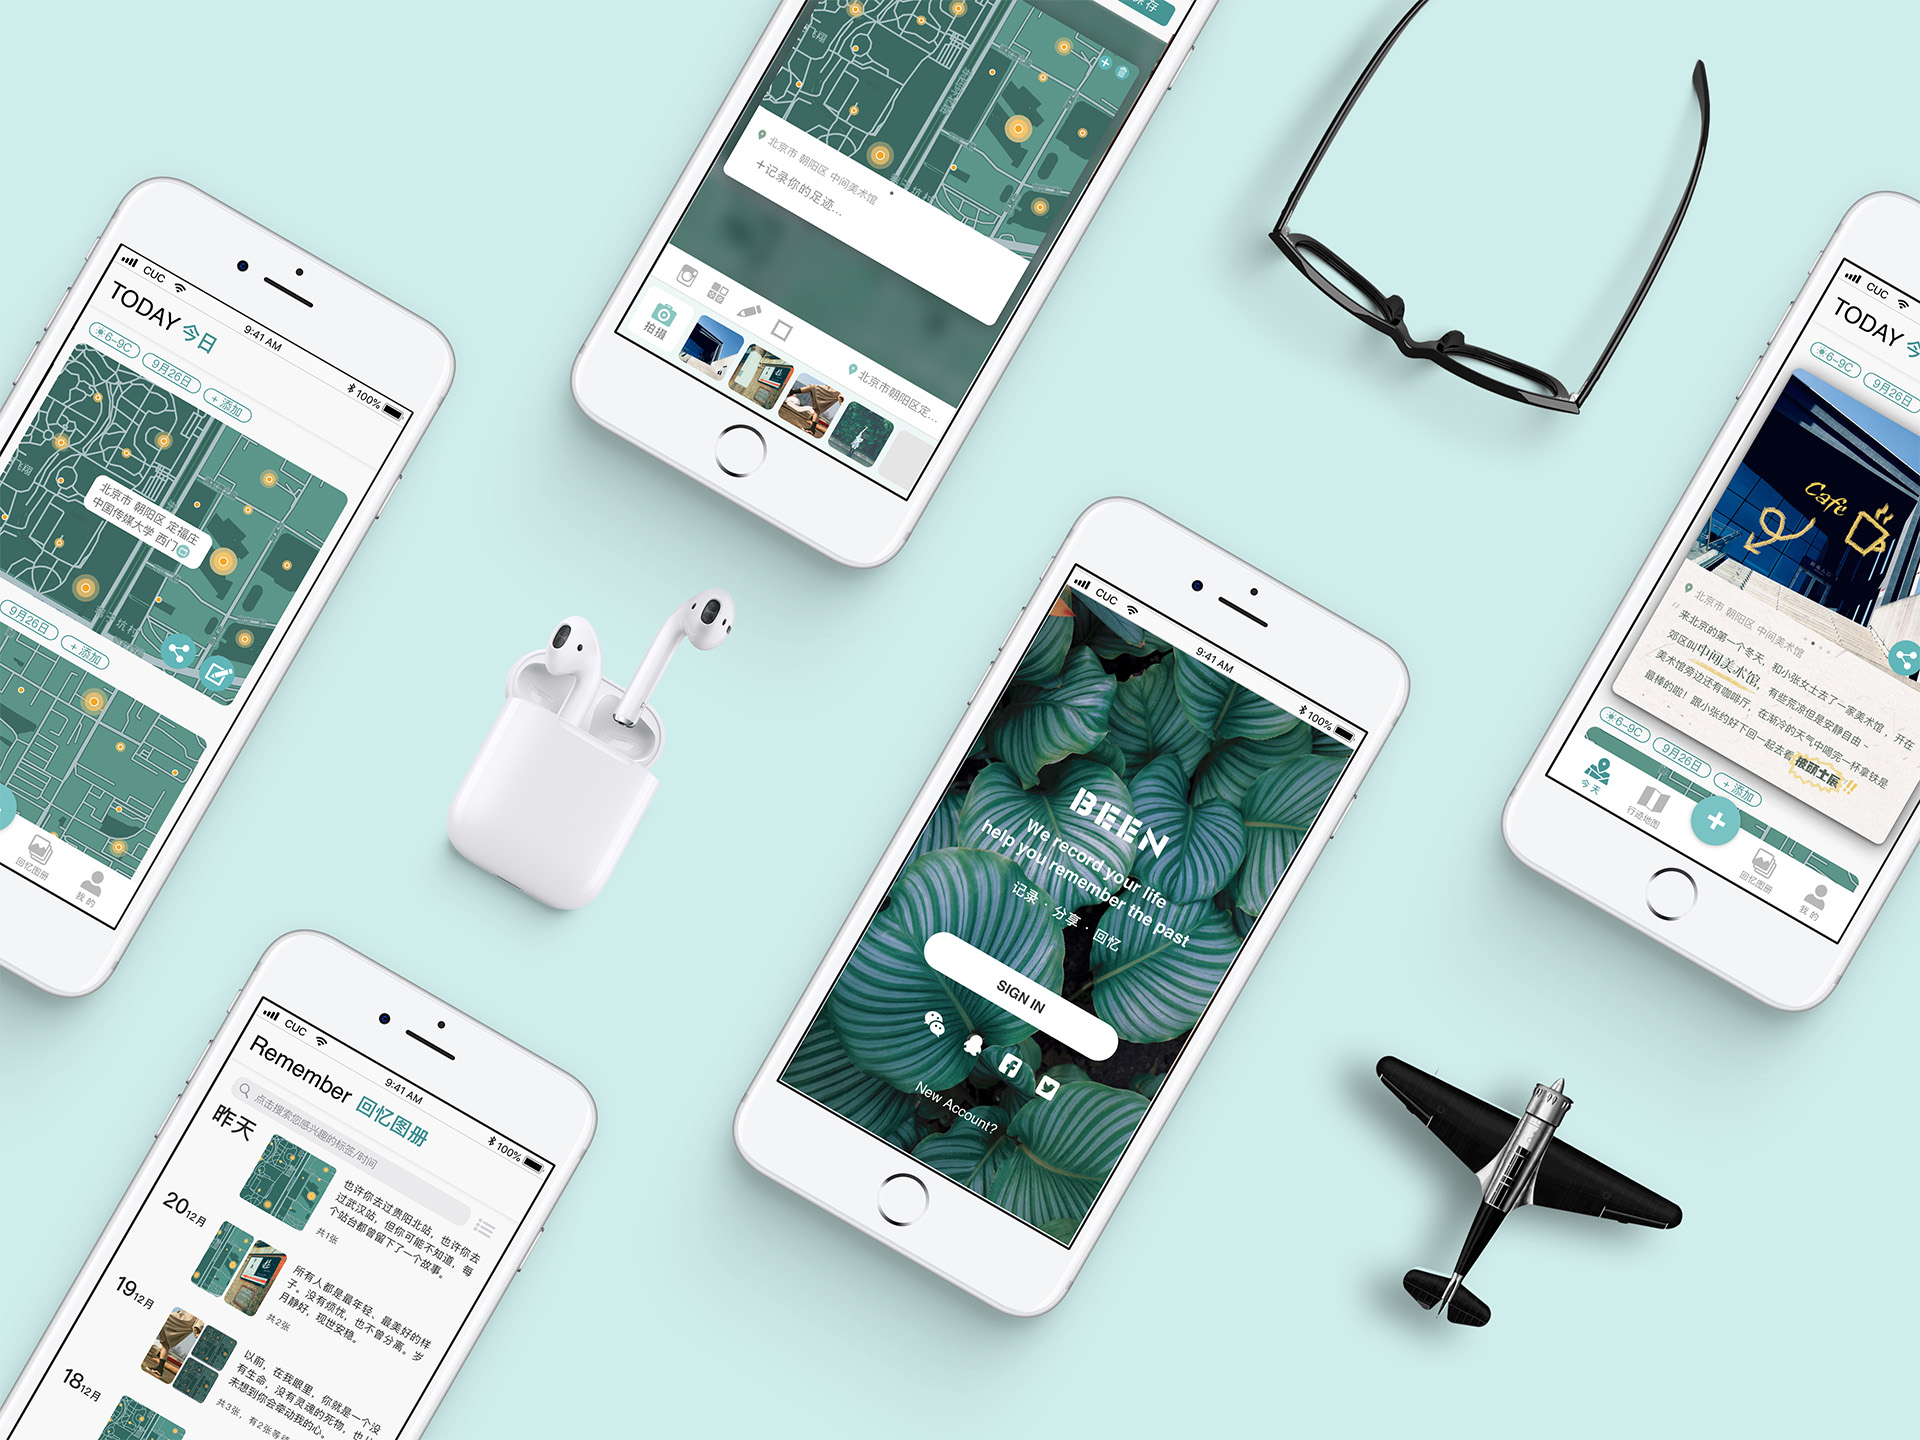 保存
北京市 朝阳区 中间美术馆
+记录你的足迹...
北京市朝阳区定...
拍摄
CUC
9:41 AM
100%
TODAY 今日
6-9C
9月26日
+ 添加
北京市 朝阳区 定福庄
中国传媒大学 西门
9月26日
+ 添加
回忆图册
我的
CUC
9:41 AM
100%
BEEN
We record your life
help you remember the past
记录 · 分享 · 回忆
SIGN IN
New Account?
CUC
TODAY 今
6-9C
9月26日
Cafe
北京市 朝阳区 中间美术馆
"来北京的第一个冬天，和小张女士去了一家美术馆，开在
郊区叫中间美术馆，有些荒凉但是安静自由~
美术馆旁边还有咖啡厅，在渐冷的天气中喝完一杯拿铁是
最棒的啦！跟小张约好下回一起去看披头士展!!
6-9C
9月26日
+ 添加
今天
行迹地图
回忆图册
我的
CUC
9:41 AM
100%
Remember 回忆图册
点击搜索您感兴趣的标签/时间
昨天
也许你去过贵阳北站，也许你去
过武汉站，但你可能不知道，每
个站台都曾留下了一个故事。
共1张
20 12月
所有人都是最年轻、最美好的样
子。没有烦忧，也不曾分离。岁
月静好，现世安稳。
共2张
19 12月
以前，在我眼里，你就是一个没
有生命，没有灵魂的死物，也从
未想到你会牵动我的心。
共3张，有2张等待
18 12月